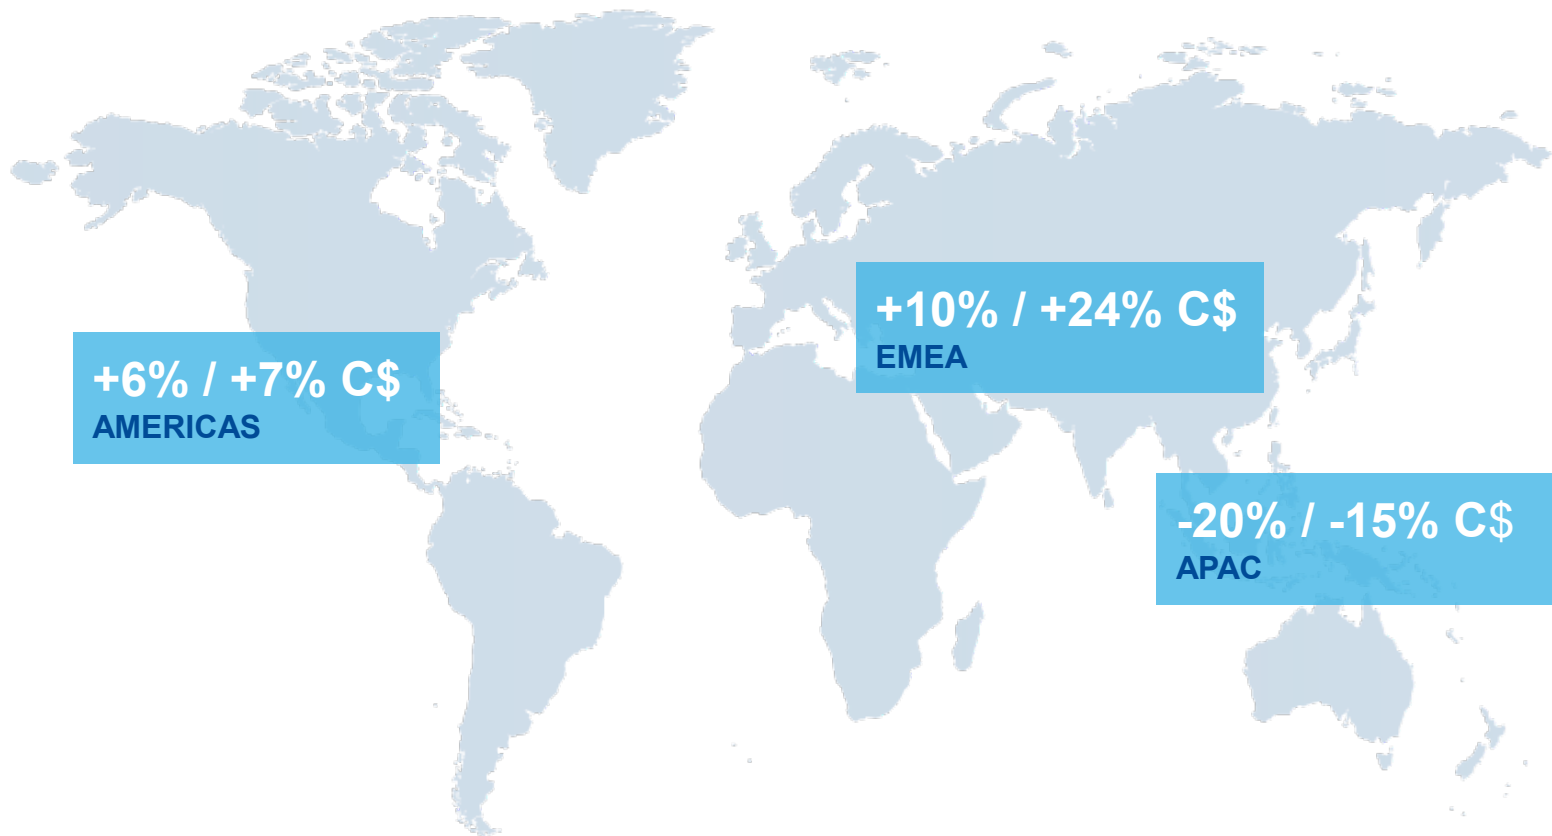 +10% / +24% C$
EMEA
+6% / +7% C$
AMERICAS
-20% / -15% C$
APAC